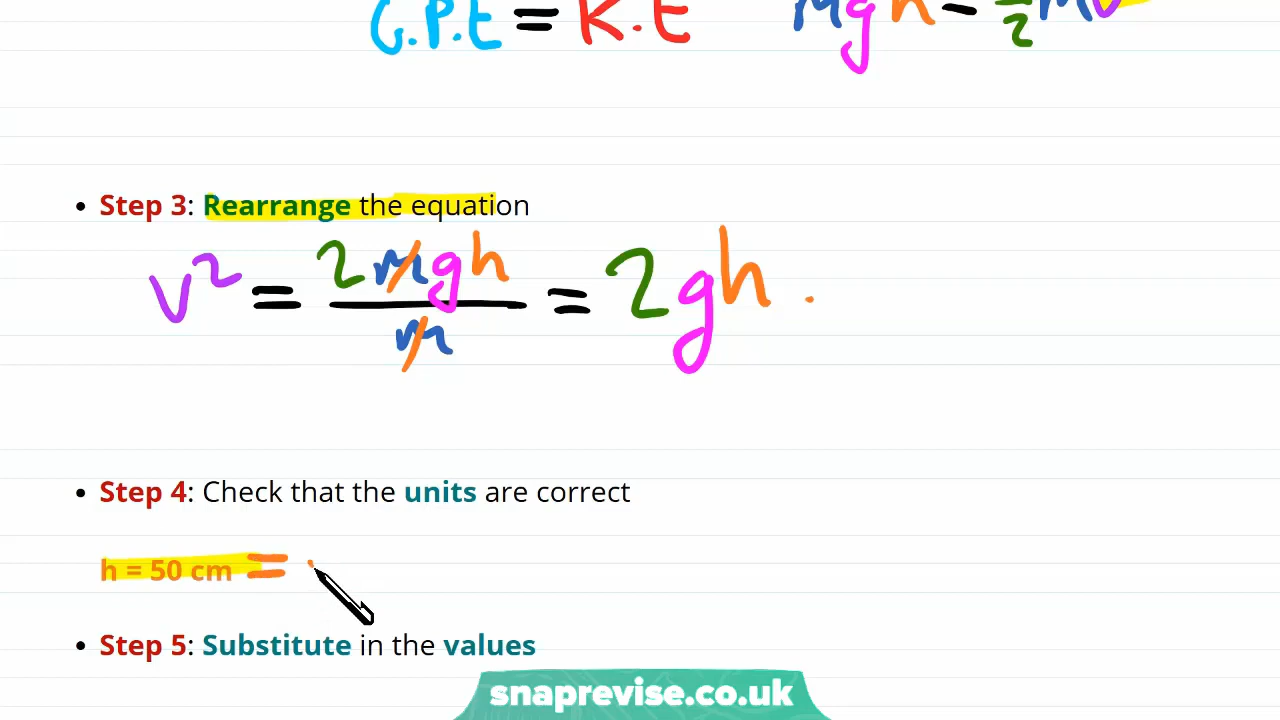 G.P.E = K.E mgh = ½mv
• Step 3: Rearrange the equation
v² = 2mgh/m = 2gh .
• Step 4: Check that the units are correct
h = 50 cm =
• Step 5: Substitute in the values
snaprevise.co.uk